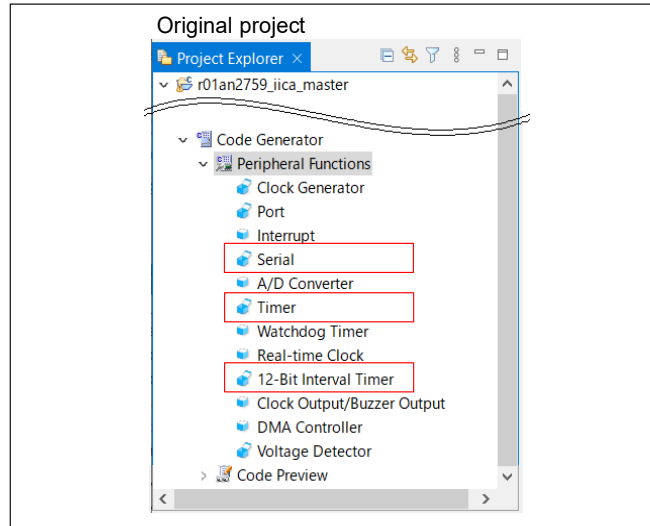 Original project
Project Explorer
r01an2759_iica_master
Code Generator
Peripheral Functions
Clock Generator
Port
Interrupt
Serial
A/D Converter
Timer
Watchdog Timer
Real-time Clock
12-Bit Interval Timer
Clock Output/Buzzer Output
DMA Controller
Voltage Detector
Code Preview